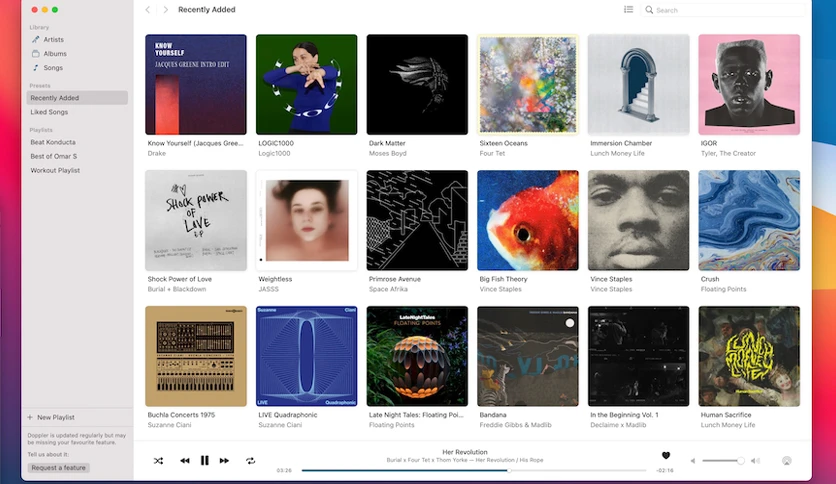 Recently Added
Search
Library
Artists
Albums
Songs
Presets
Recently Added
Liked Songs
Playlists
Beat Konducta
Best of Omar S
Workout Playlist
KNOW
YOURSELF
JACQUES GREENE INTRO EDIT
Know Yourself (Jacques Gree...
Drake
LOGIC1000
Logic1000
Dark Matter
Moses Boyd
Sixteen Oceans
Four Tet
Immersion Chamber
Lunch Money Life
IGOR
Tyler, The Creator
SHOCK POWER
OF
LOVE
E.P
Shock Power of Love
Burial + Blackdown
Weightless
JASSS
Primrose Avenue
Space Afrika
Big Fish Theory
Vince Staples
Vince Staples
Vince Staples
Crush
Floating Points
Suzanne Ciani
LIVE Quadraphonic
LateNightTales
FLOATING POINTS
LUNCH
MONEY
LIFE
Buchla Concerts 1975
Suzanne Ciani
LIVE Quadraphonic
Suzanne Ciani
Late Night Tales: Floating Poi...
Floating Points
Bandana
Freddie Gibbs & Madlib
In the Beginning Vol. 1
Declaime x Madlib
Human Sacrifice
Lunch Money Life
+ New Playlist
Doppler is updated regularly but may
be missing your favourite feature.
Tell us about it:
Request a feature
Her Revolution
Burial x Four Tet x Thom Yorke — Her Revolution / His Rope
03:26
-02:16